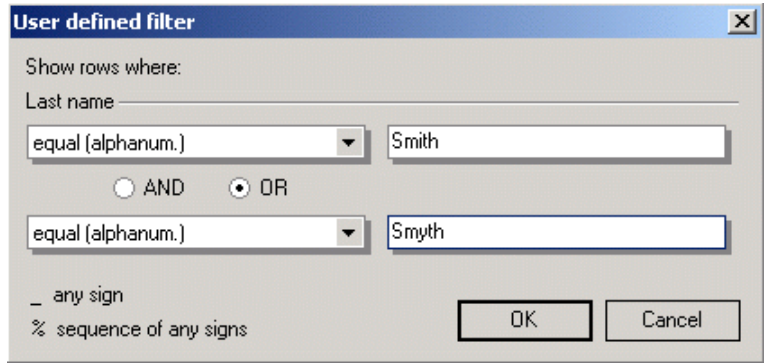 User defined filter
Show rows where:
Last name
equal (alphanum.) Smith
AND OR
equal (alphanum.) Smyth
_ any sign
% sequence of any signs
OK Cancel